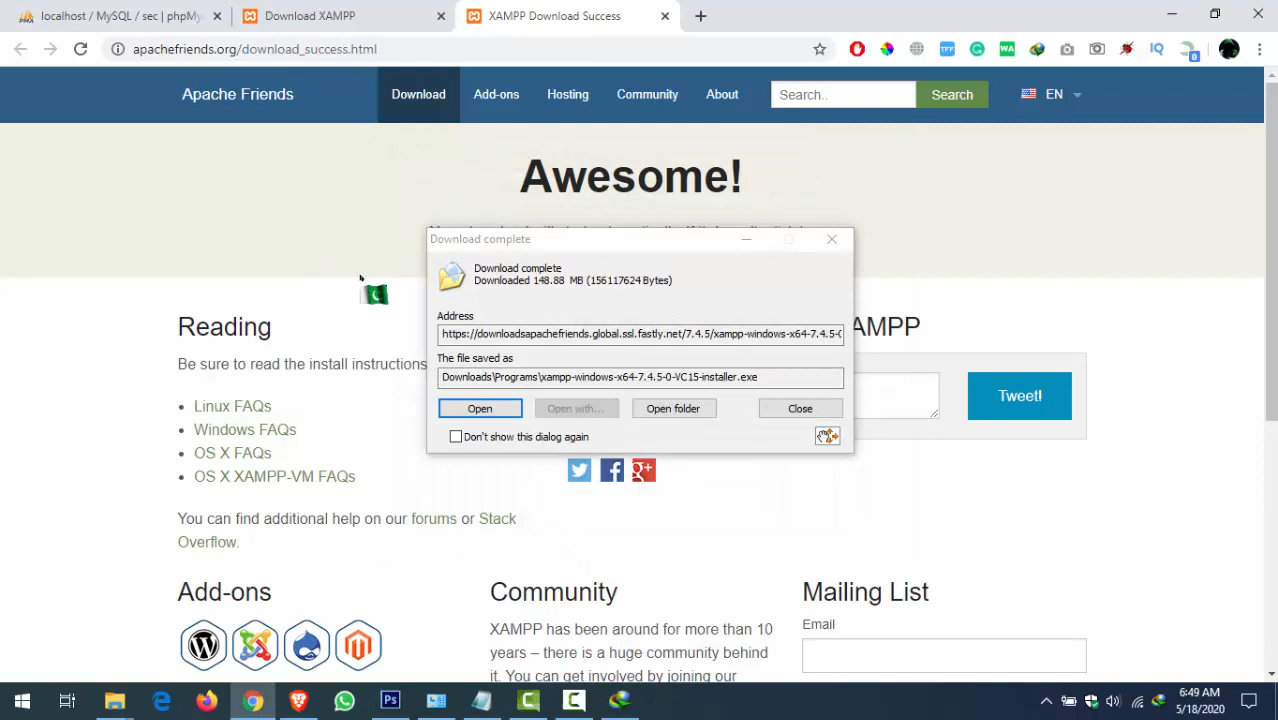 localhost / MySQL / sec | phpMy
Download XAMPP
XAMPP Download Success
apachefriends.org/download_success.html
Apache Friends
Download
Add-ons
Hosting
Community
About
Search..
Search
EN
Awesome!
Download complete
Download complete
Downloaded 148.88 MB (156117624 Bytes)
Address
https://downloadsapachefriends.global.ssl.fastly.net/7.4.5/xampp-windows-x64-7.4.5-0
The file saved as
Downloads\Programs\xampp-windows-x64-7.4.5-0-VC15-installer.exe
Open
Open with...
Open folder
Close
Don't show this dialog again
Reading
Be sure to read the install instructions
Linux FAQs
Windows FAQs
OS X FAQs
OS X XAMPP-VM FAQs
You can find additional help on our forums or Stack
Overflow.
AMPP
Tweet!
Add-ons
Community
XAMPP has been around for more than 10
years – there is a huge community behind
it. You can get involved by joining our
Mailing List
Email
6:49 AM
5/18/2020